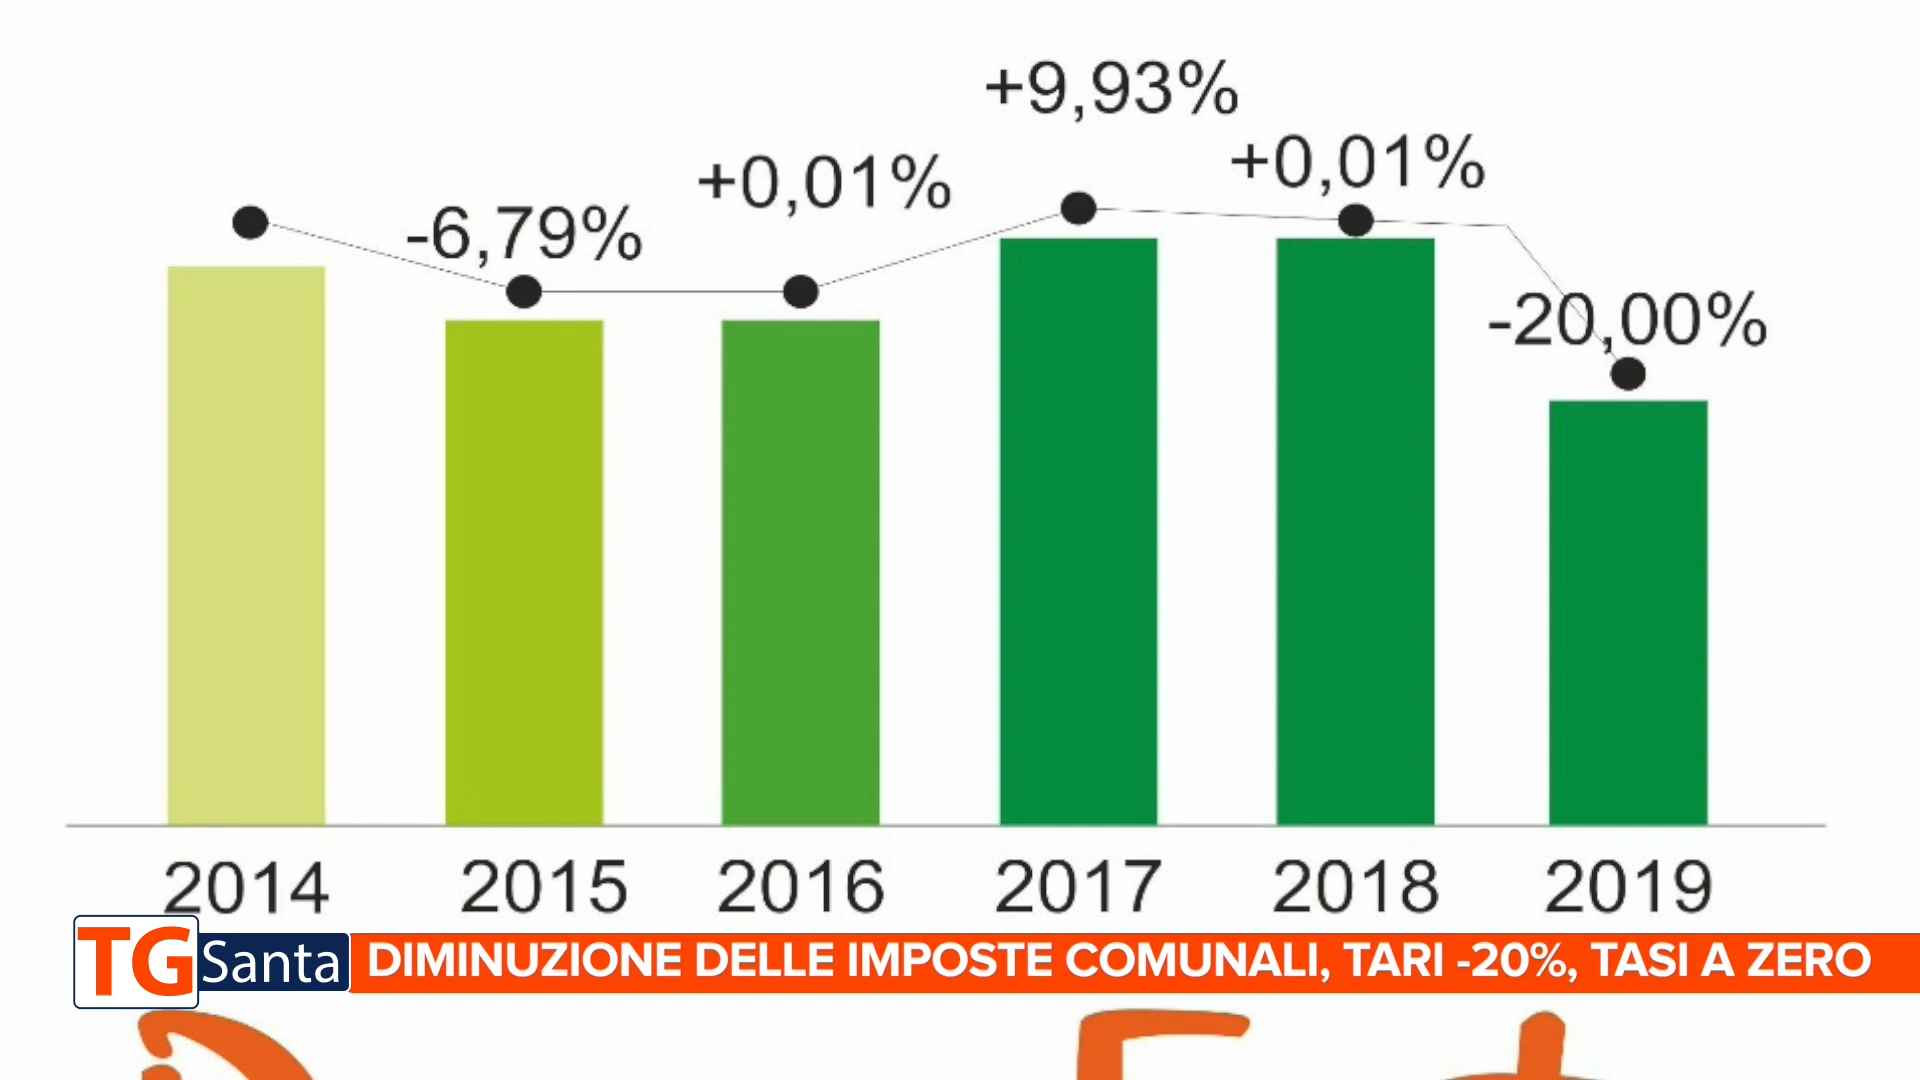 +9,93%
+0,01%
+0,01%
-6,79%
-20,00%
2014 2015 2016 2017 2018 2019
TG Santa DIMINUZIONE DELLE IMPOSTE COMUNALI, TARI -20%, TASI A ZERO